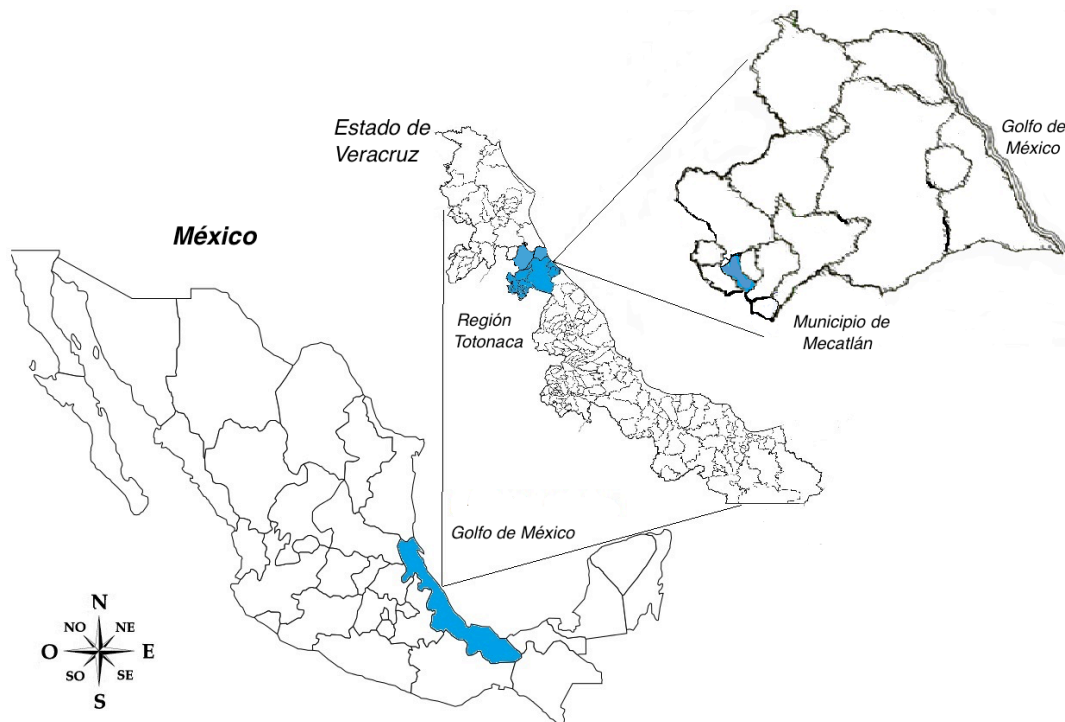 Estado de
Veracruz
Golfo de
México
México
Región
Totonaca
Municipio de
Mecatlán
Golfo de México
N
NO
NE
O
E
SO
SE
S